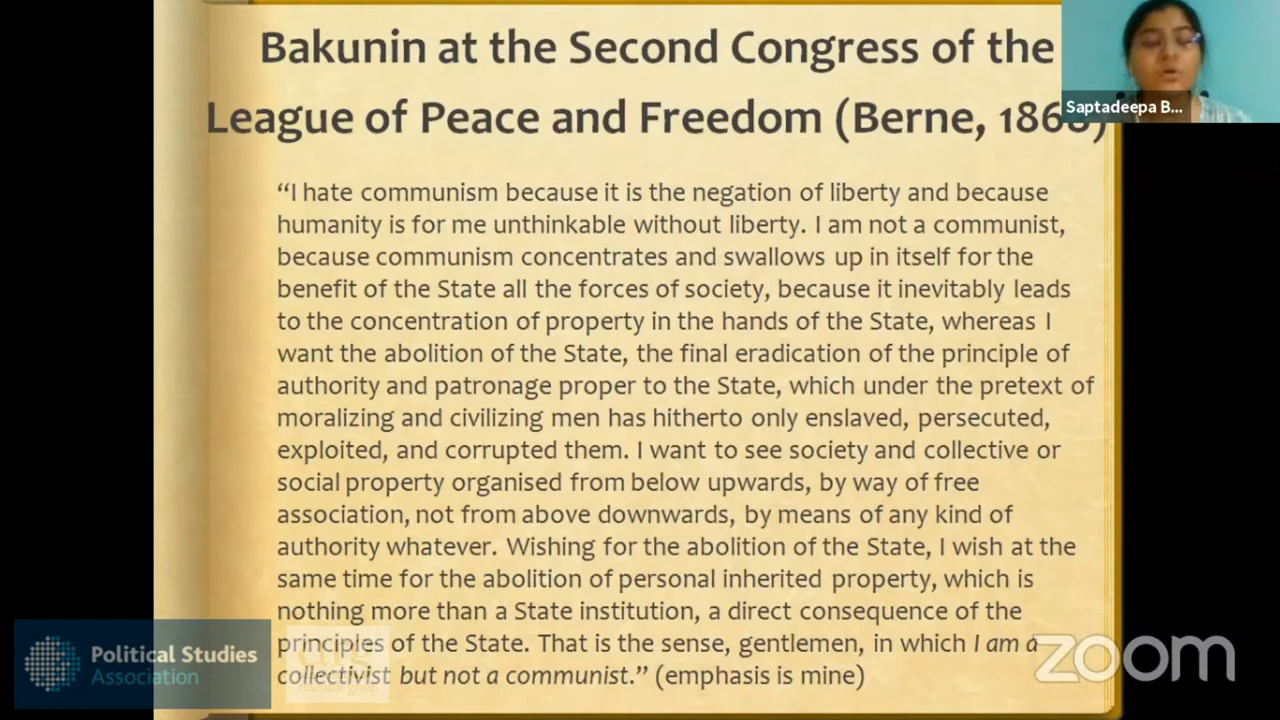 Bakunin at the Second Congress of the
League of Peace and Freedom (Berne, 1868)
Saptadeepa B...
“I hate communism because it is the negation of liberty and because
humanity is for me unthinkable without liberty. I am not a communist,
because communism concentrates and swallows up in itself for the
benefit of the State all the forces of society, because it inevitably leads
to the concentration of property in the hands of the State, whereas I
want the abolition of the State, the final eradication of the principle of
authority and patronage proper to the State, which under the pretext of
moralizing and civilizing men has hitherto only enslaved, persecuted,
exploited, and corrupted them. I want to see society and collective or
social property organised from below upwards, by way of free
association, not from above downwards, by means of any kind of
authority whatever. Wishing for the abolition of the State, I wish at the
same time for the abolition of personal inherited property, which is
nothing more than a State institution, a direct consequence of the
principles of the State. That is the sense, gentlemen, in which I am a
collectivist but not a communist.” (emphasis is mine)
Political Studies
Association
research group
zoom